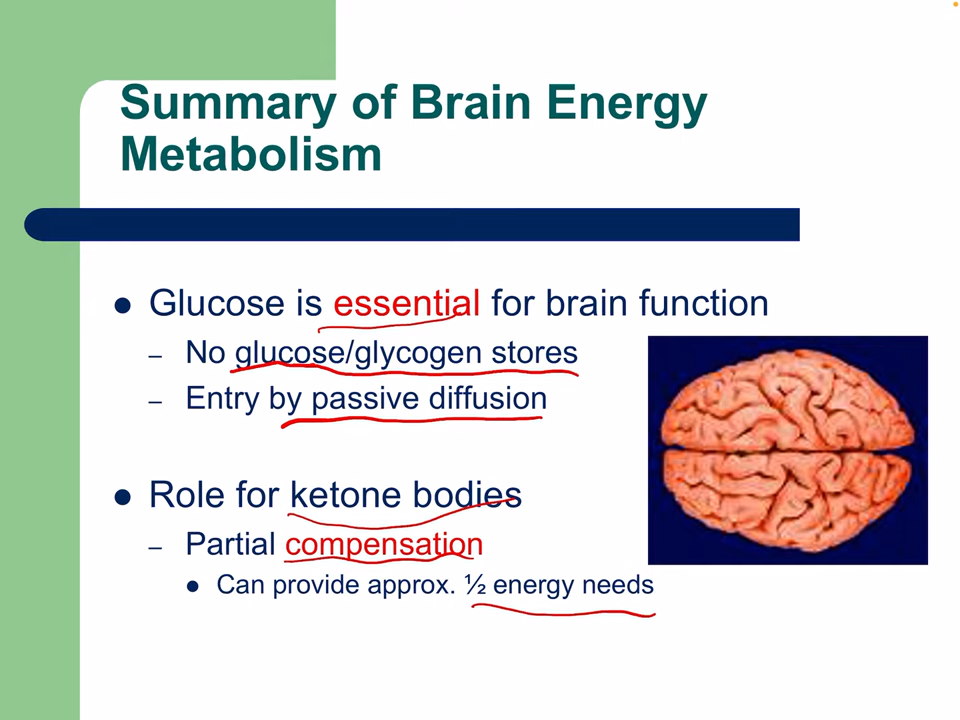 Summary of Brain Energy
Metabolism
● Glucose is essential for brain function
– No glucose/glycogen stores
– Entry by passive diffusion
● Role for ketone bodies
– Partial compensation
● Can provide approx. ½ energy needs